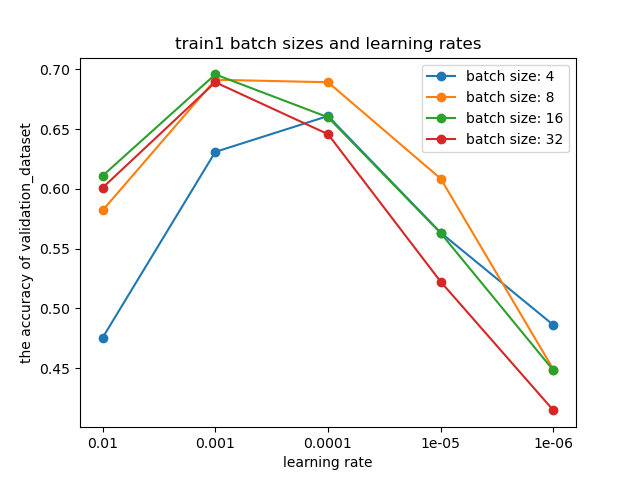 train1 batch sizes and learning rates
batch size: 4
batch size: 8
batch size: 16
batch size: 32
the accuracy of validation_dataset
0.70
0.65
0.60
0.55
0.50
0.45
0.01
0.001
0.0001
1e-05
1e-06
learning rate